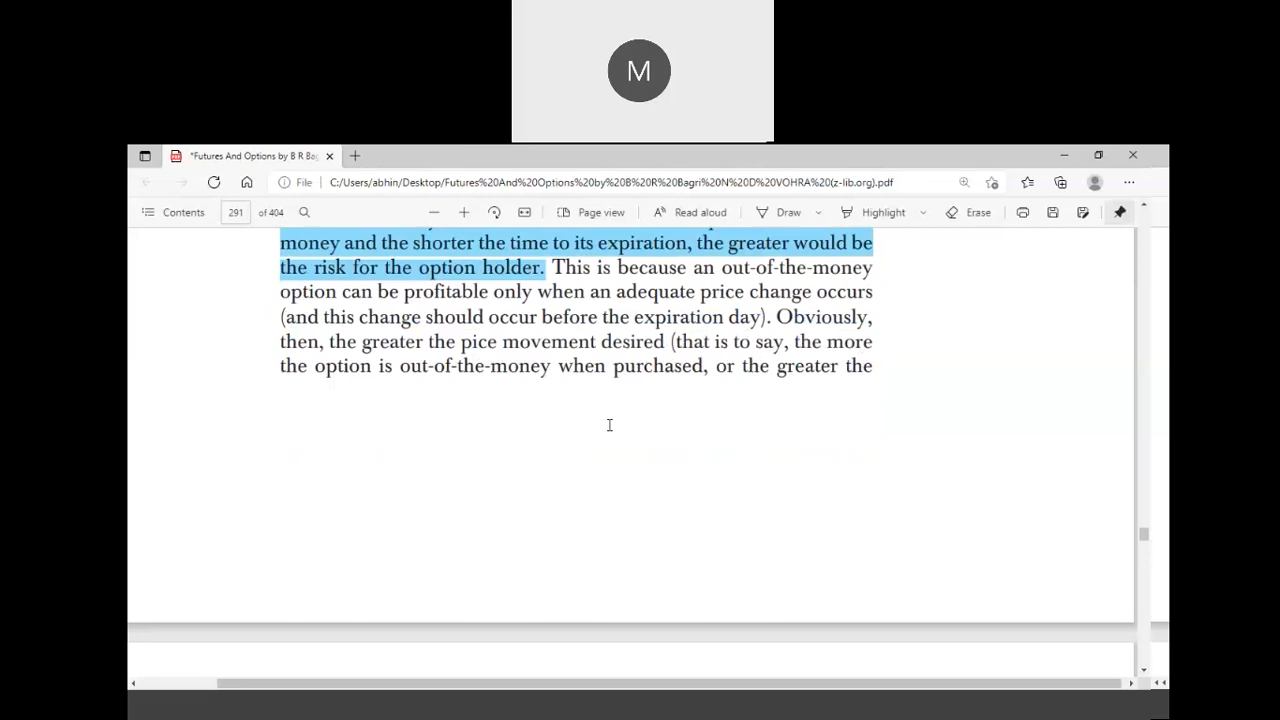 M
*Futures And Options by B R Bag
File
C:/Users/abhin/Desktop/Futures%20And%20Options%20by%20B%20R%20Bagri%20N%20D%20VOHRA%20(z-lib.org).pdf
Contents
291 of 404
Page view
Read aloud
Draw
Highlight
Erase
money and the shorter the time to its expiration, the greater would be
the risk for the option holder. This is because an out-of-the-money
option can be profitable only when an adequate price change occurs
(and this change should occur before the expiration day). Obviously,
then, the greater the pice movement desired (that is to say, the more
the option is out-of-the-money when purchased, or the greater the